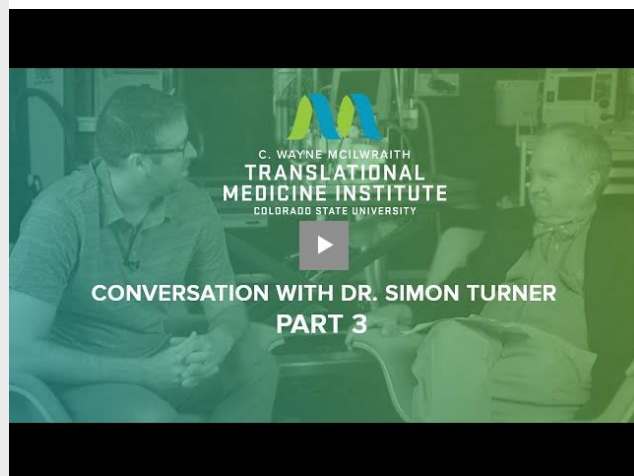 C. WAYNE MCILWRAITH
TRANSLATIONAL
MEDICINE INSTITUTE
COLORADO STATE UNIVERSITY
CONVERSATION WITH DR. SIMON TURNER
PART 3